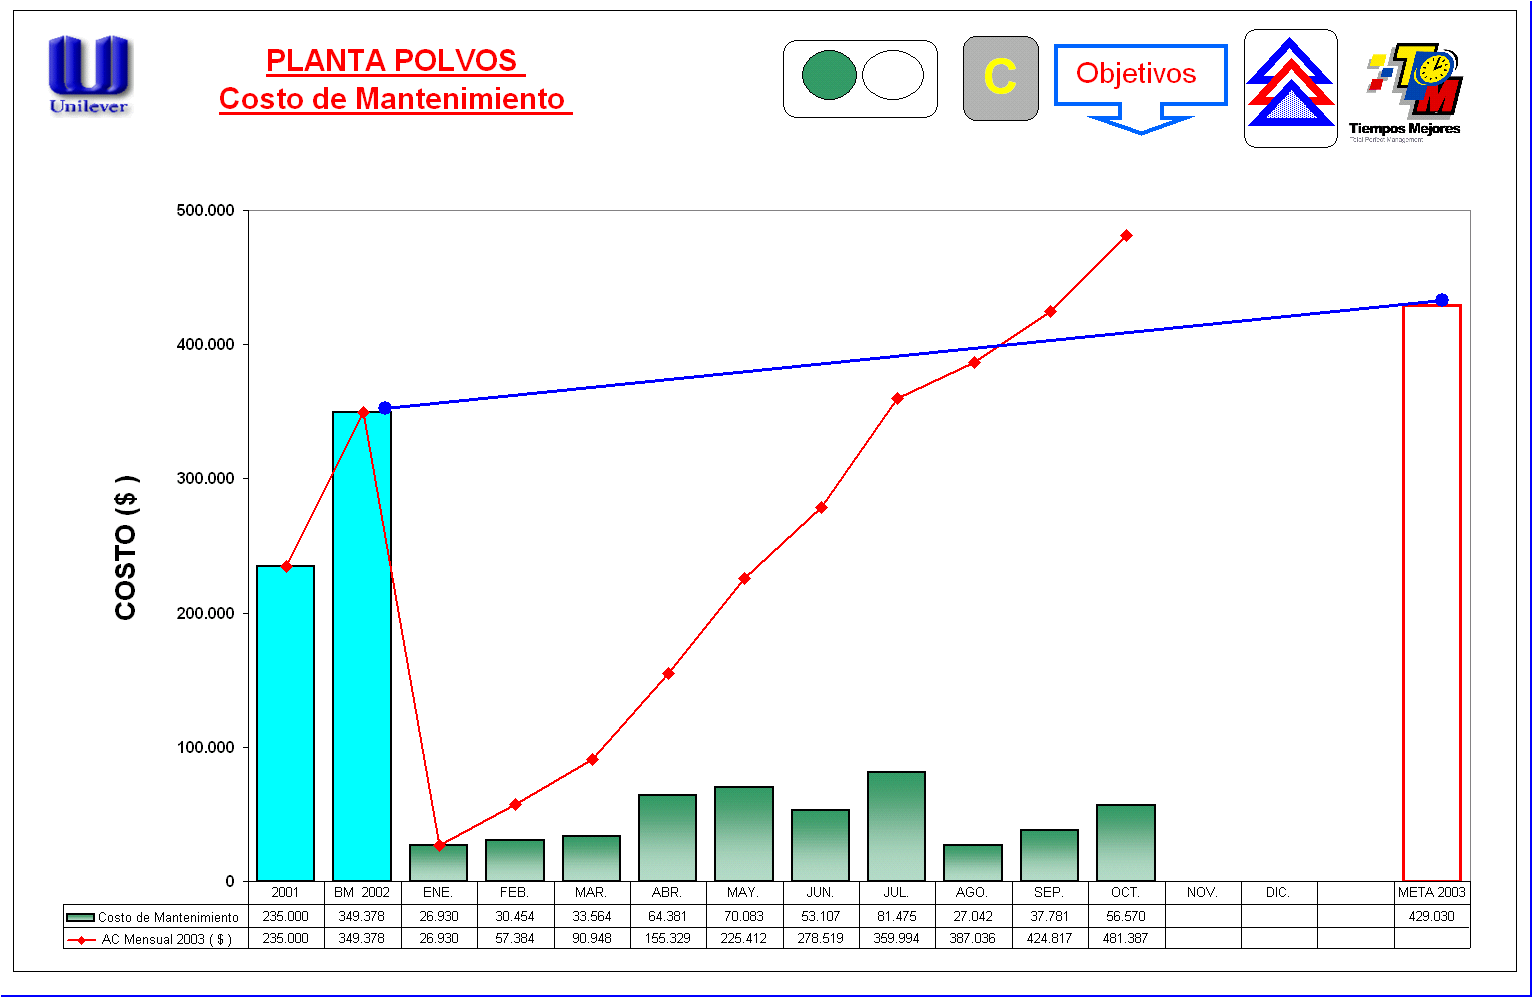 Unilever
PLANTA POLVOS
Costo de Mantenimiento
C
Objetivos
TOM
Tiempos Mejores
Total Perfect Management
COSTO ($ )
500.000
400.000
300.000
200.000
100.000
0
2001 BM 2002 ENE. FEB. MAR. ABR. MAY. JUN. JUL. AGO. SEP. OCT. NOV. DIC. META 2003
Costo de Mantenimiento 235.000 349.378 26.930 30.454 33.564 64.381 70.083 53.107 81.475 27.042 37.781 56.570 429.030
AC Mensual 2003 ( $ ) 235.000 349.378 26.930 57.384 90.948 155.329 225.412 278.519 359.994 387.036 424.817 481.387